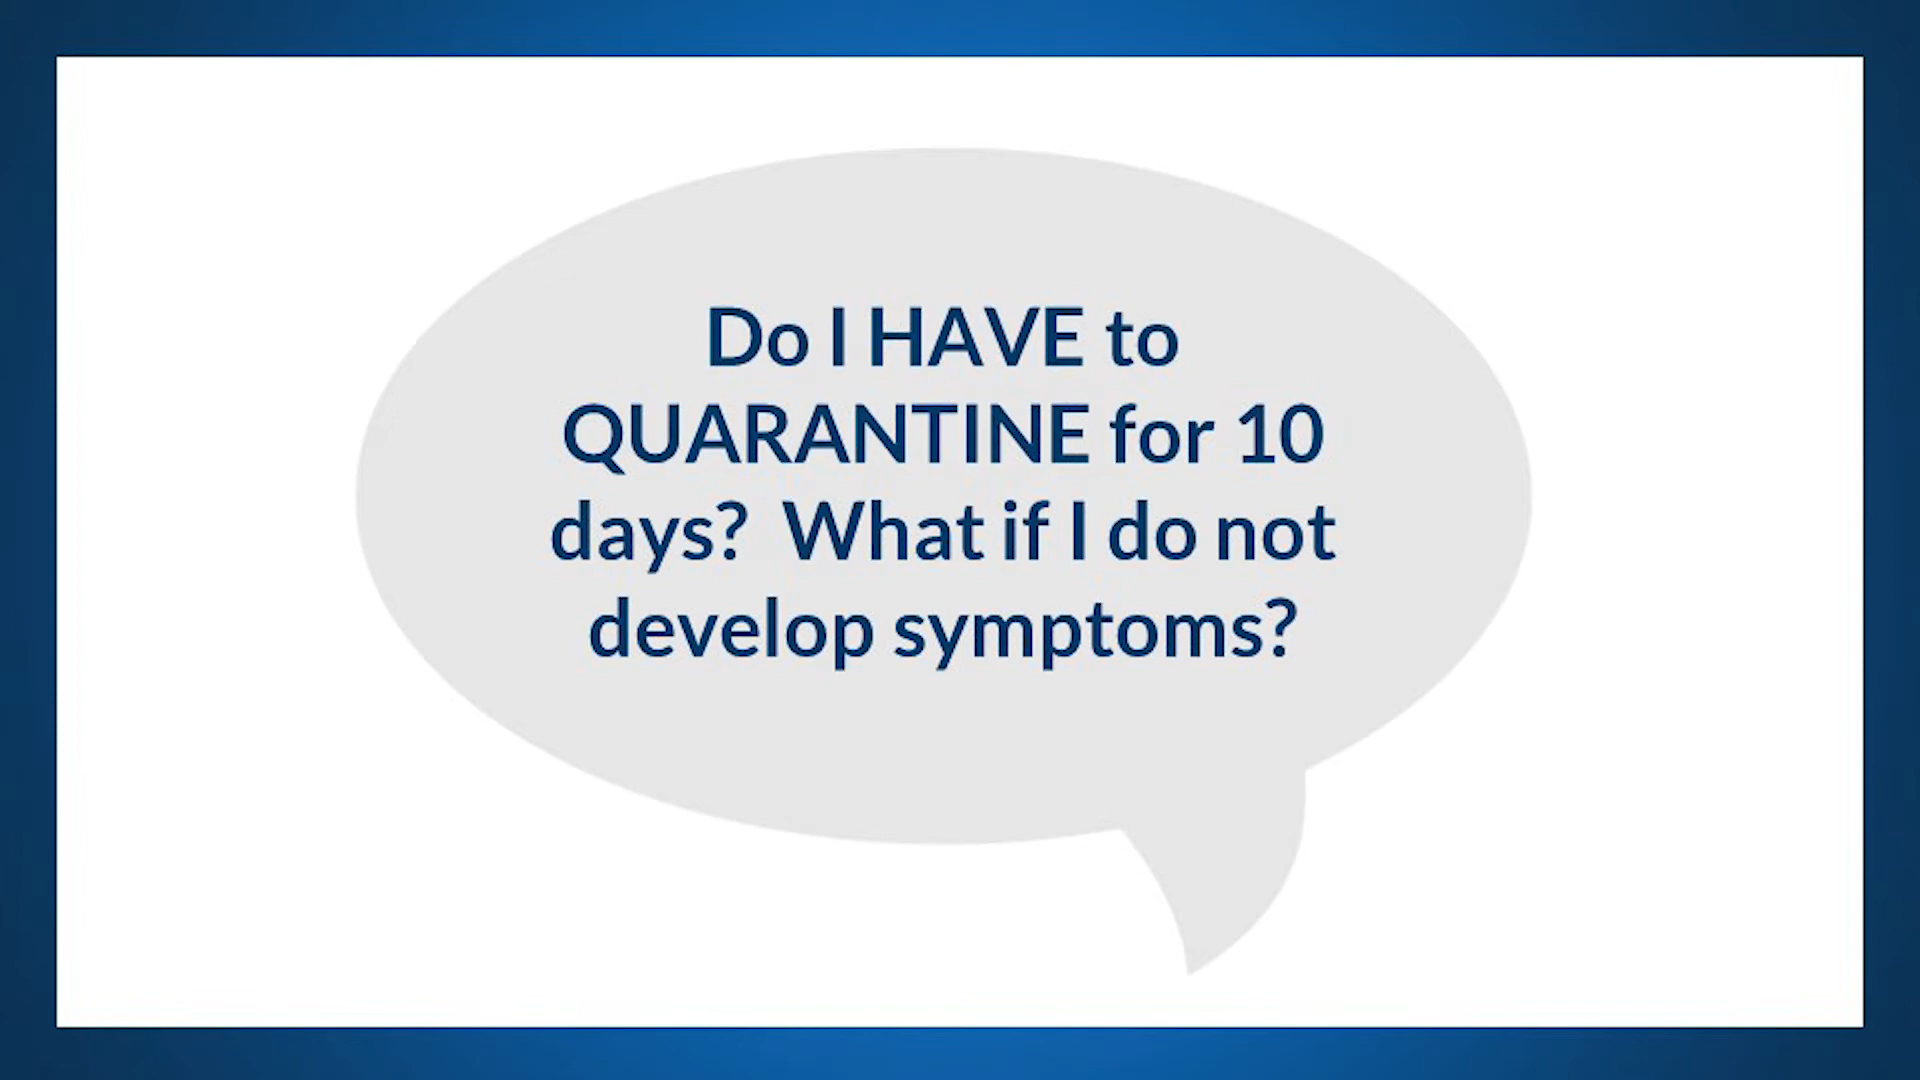 Do I HAVE to
QUARANTINE for 10
days?  What if I do not
develop symptoms?